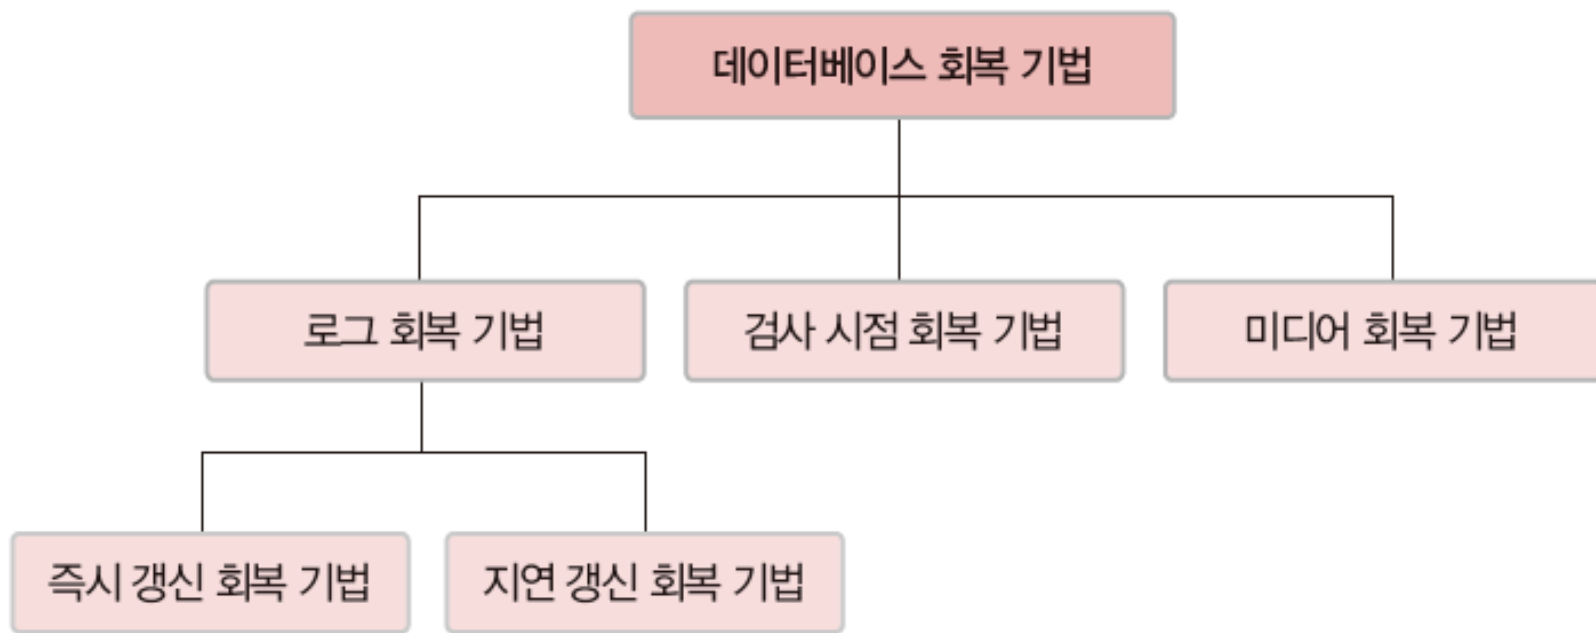 데이터베이스 회복 기법
로그 회복 기법
검사 시점 회복 기법
미디어 회복 기법
즉시 갱신 회복 기법
지연 갱신 회복 기법